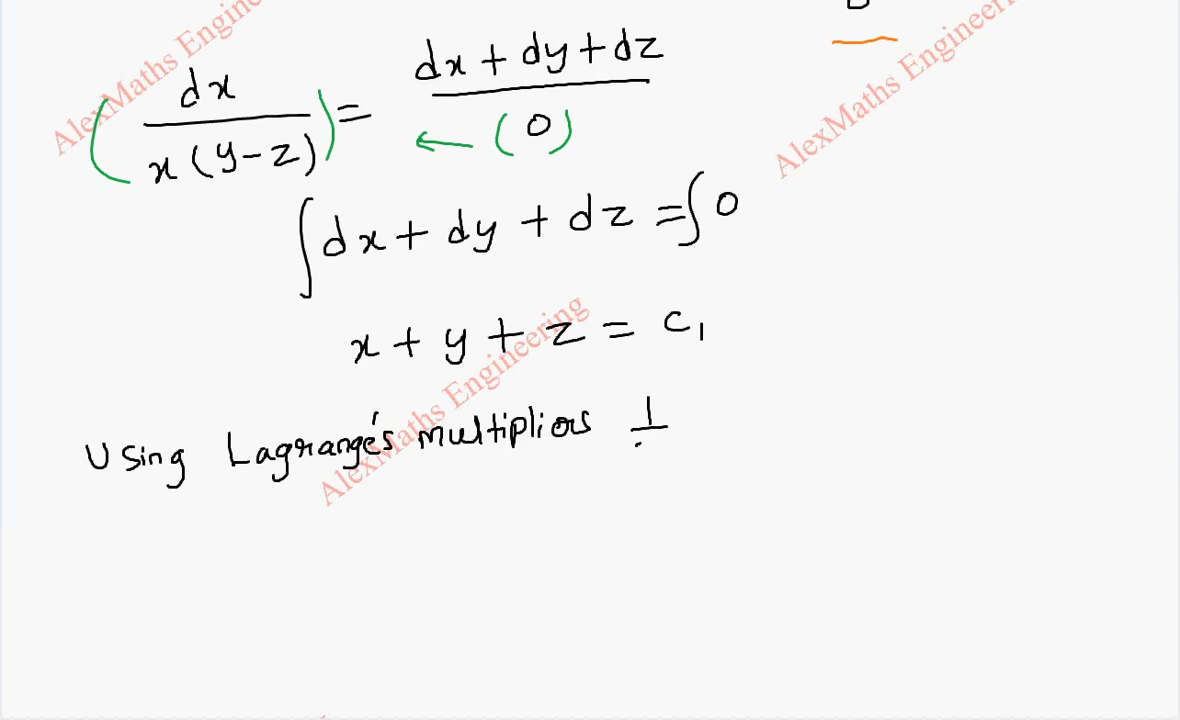 AlexMaths Engineering
AlexMaths Engineering
( dx / x(y-z) ) = dx + dy + dz / (0)
∫ dx + dy + dz = ∫ 0
x + y + z = c₁
Using Lagrange's multipliors 1
AlexMaths Engineering